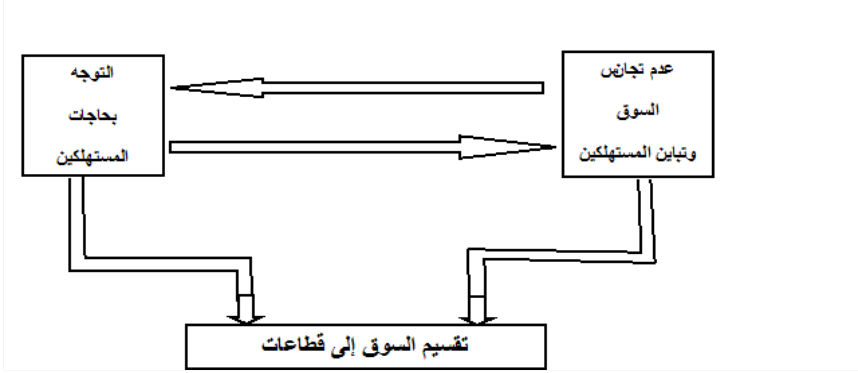 عدم تجانس
السوق
وتباين المستهلكين
التوجه
بحاجات
المستهلكين
تقسيم السوق إلى قطاعات